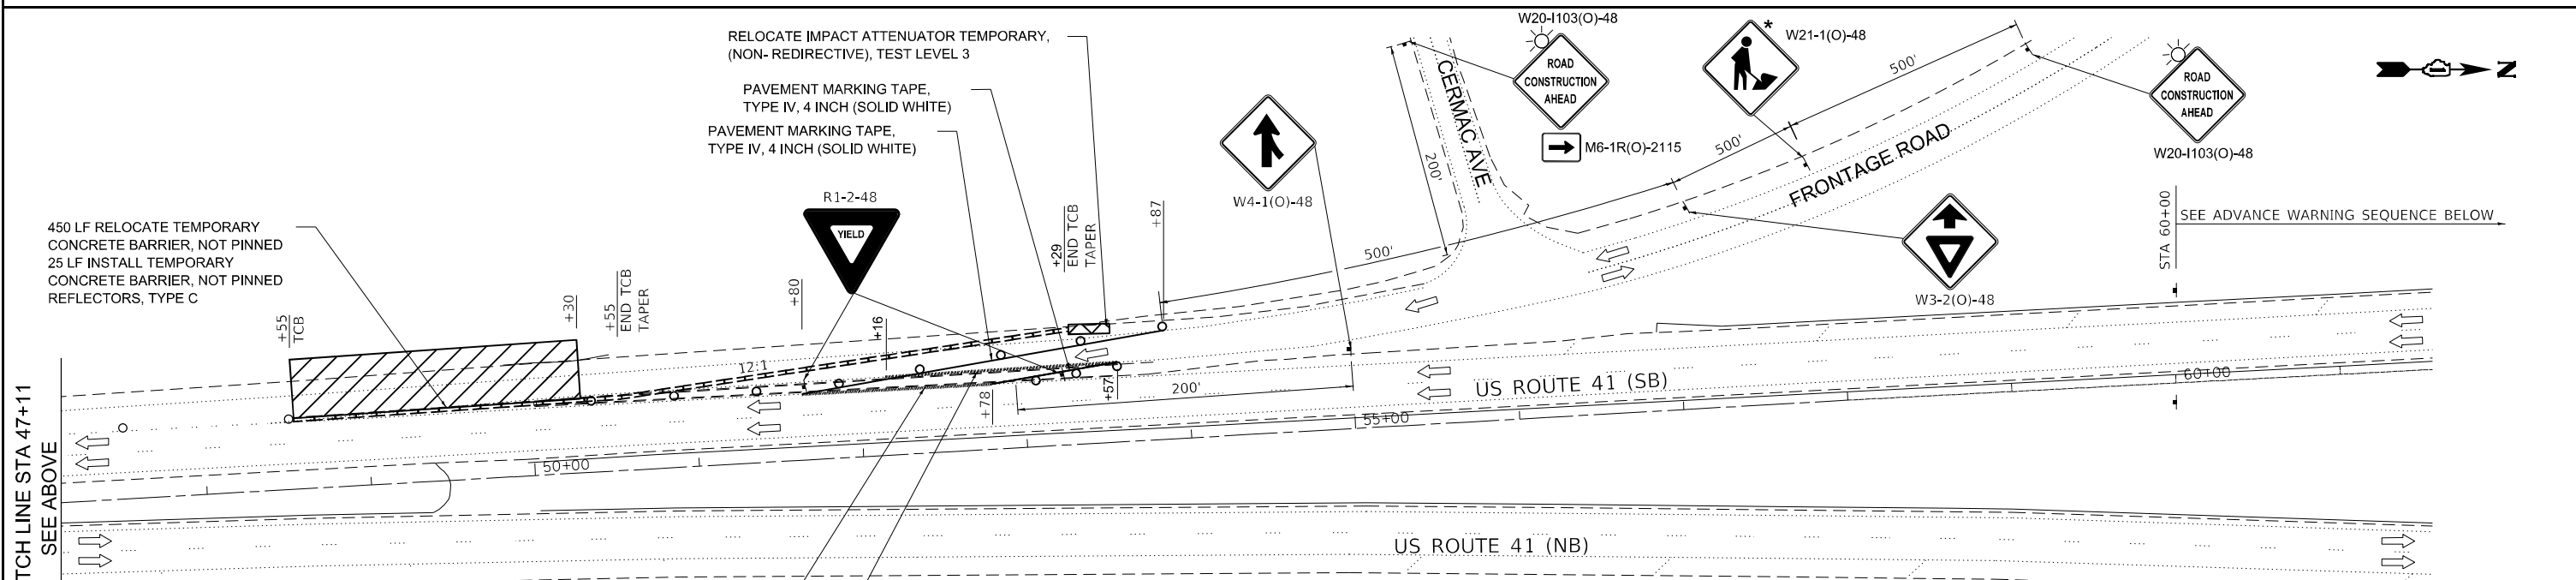 W20-I103(O)-48
RELOCATE IMPACT ATTENUATOR TEMPORARY,
(NON- REDIRECTIVE), TEST LEVEL 3
*
W21-1(O)-48
ROAD
CONSTRUCTION
AHEAD
500'
ROAD
CONSTRUCTION
AHEAD
N
PAVEMENT MARKING TAPE,
TYPE IV, 4 INCH (SOLID WHITE)
CERMAC AVE
PAVEMENT MARKING TAPE,
TYPE IV, 4 INCH (SOLID WHITE)
M6-1R(O)-2115
500'
W20-I103(O)-48
200'
FRONTAGE ROAD
R1-2-48
YIELD
W4-1(O)-48
+87
STA 60+00
SEE ADVANCE WARNING SEQUENCE BELOW
450 LF RELOCATE TEMPORARY
CONCRETE BARRIER, NOT PINNED
25 LF INSTALL TEMPORARY
CONCRETE BARRIER, NOT PINNED
REFLECTORS, TYPE C
+29
END TCB
TAPER
500'
W3-2(O)-48
+55
TCB
+30
+55
END TCB
TAPER
+80
+16
12:1
+78
+57
200'
US ROUTE 41 (SB)
60+00
55+00
50+00
TCH LINE STA 47+11
SEE ABOVE
US ROUTE 41 (NB)